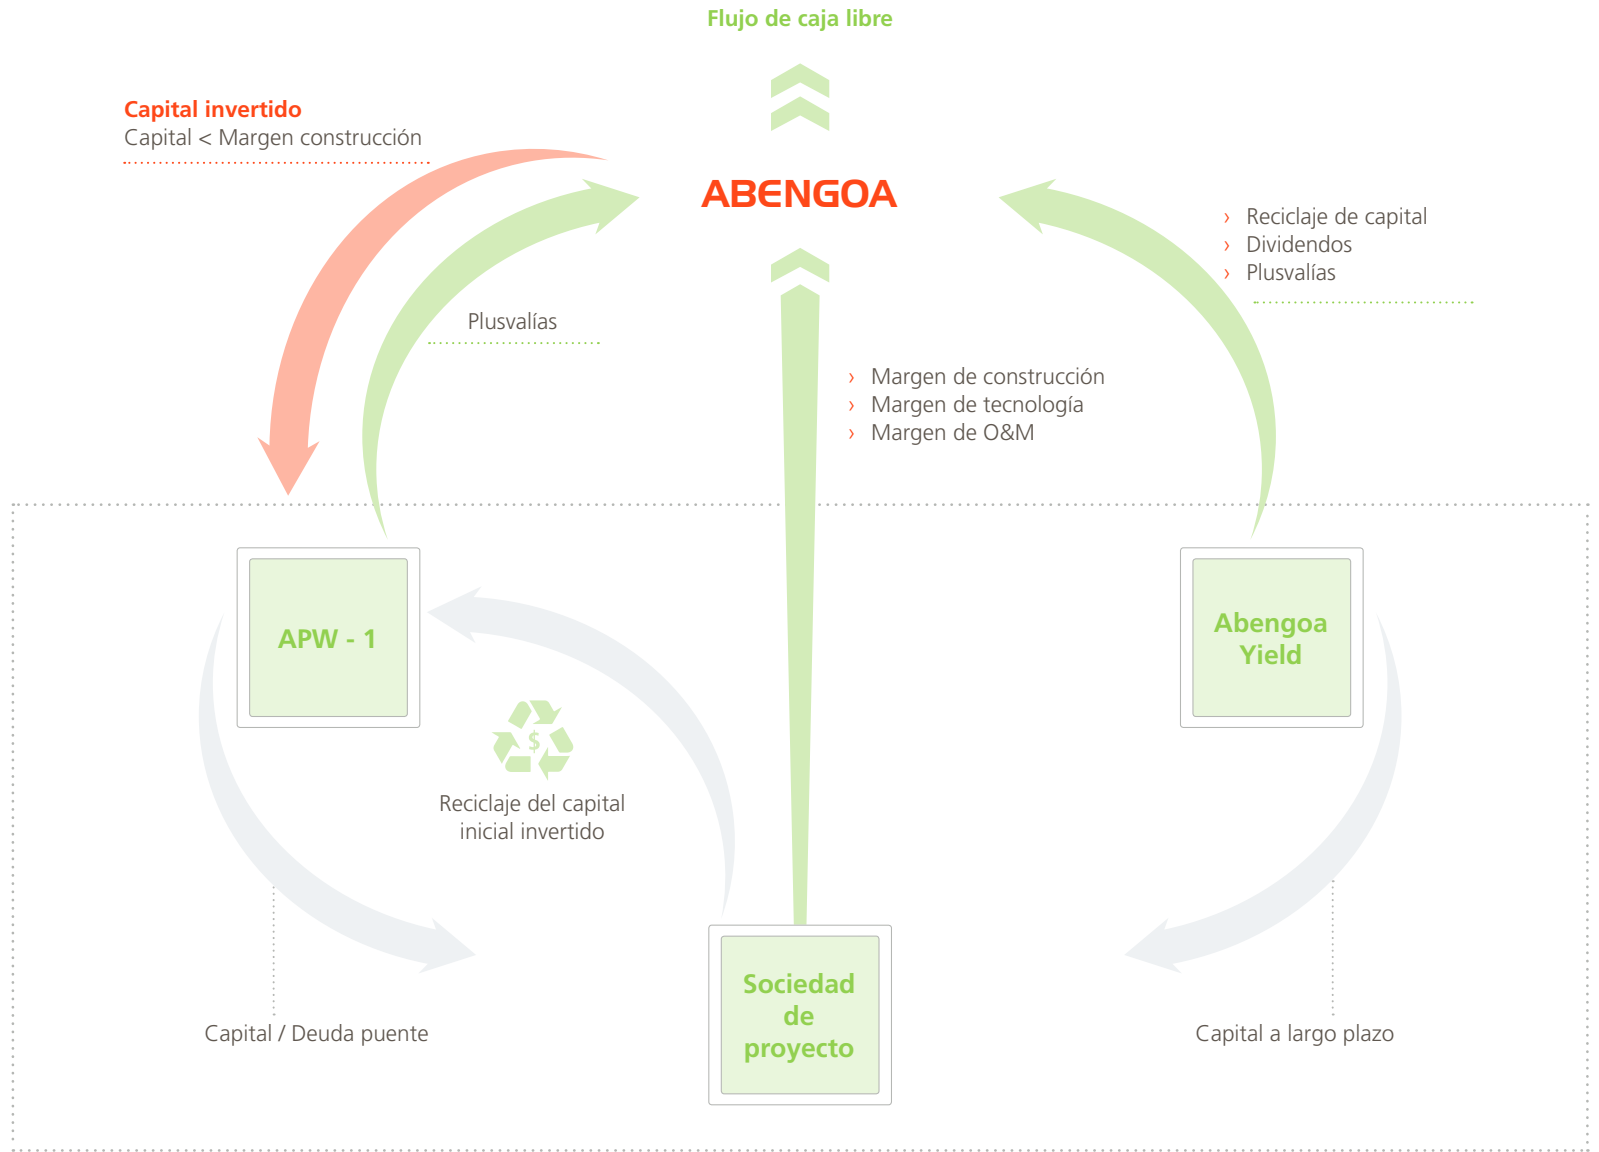 Flujo de caja libre
Capital invertido
Capital < Margen construcción
ABENGOA
› Reciclaje de capital
› Dividendos
› Plusvalías
Plusvalías
› Margen de construcción
› Margen de tecnología
› Margen de O&M
APW - 1
Abengoa
Yield
$
Reciclaje del capital
inicial invertido
Sociedad
de
proyecto
Capital / Deuda puente
Capital a largo plazo